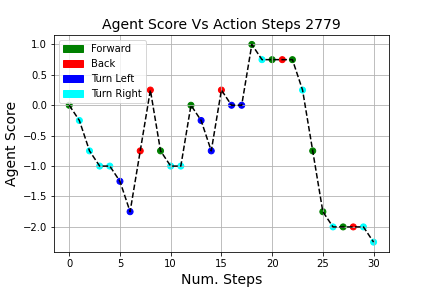 Agent Score Vs Action Steps 2779
Agent Score
1.0
0.5
0.0
−0.5
−1.0
−1.5
−2.0
Forward
Back
Turn Left
Turn Right
0 5 10 15 20 25 30
Num. Steps